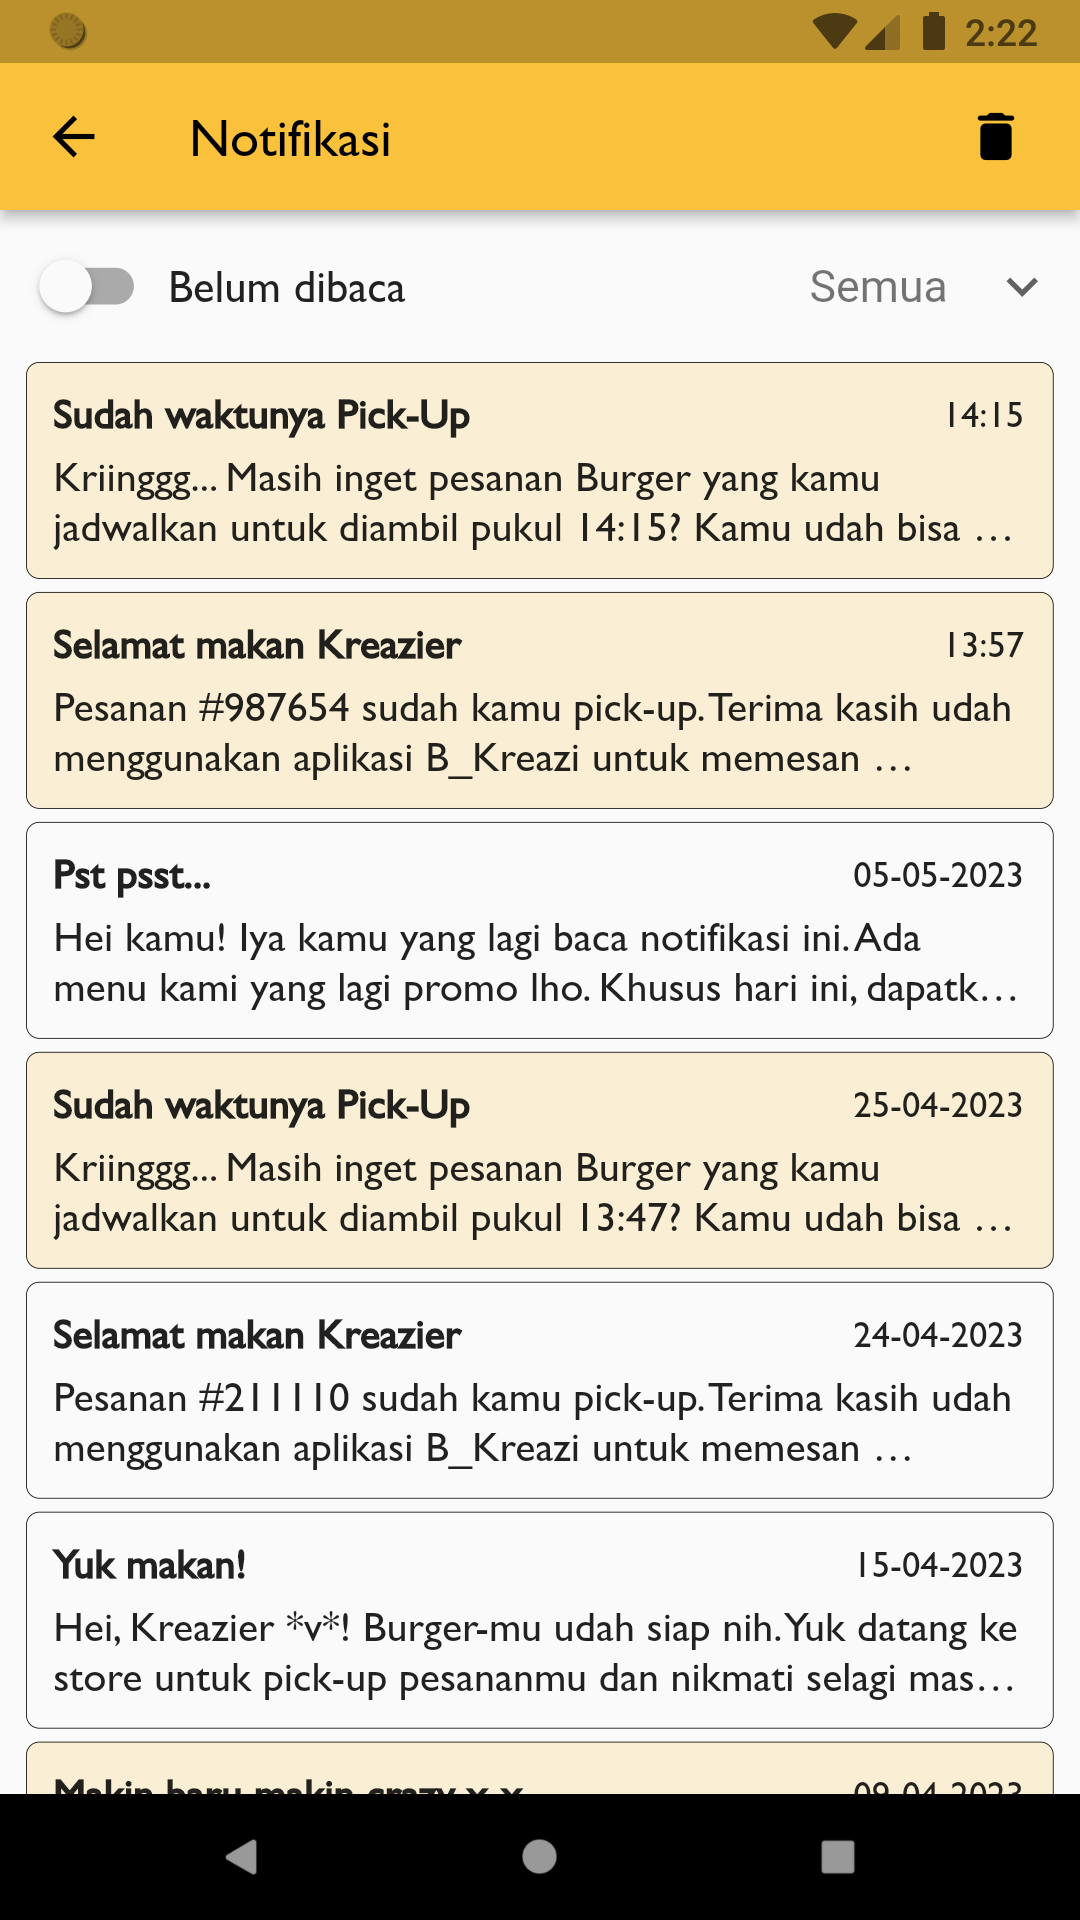 2:22
Notifikasi
Belum dibaca
Semua
Sudah waktunya Pick-Up
14:15
Kriinggg... Masih inget pesanan Burger yang kamu
jadwalkan untuk diambil pukul 14:15? Kamu udah bisa …
Selamat makan Kreazier
13:57
Pesanan #987654 sudah kamu pick-up. Terima kasih udah
menggunakan aplikasi B_Kreazi untuk memesan …
Pst psst...
05-05-2023
Hei kamu! Iya kamu yang lagi baca notifikasi ini. Ada
menu kami yang lagi promo lho. Khusus hari ini, dapatk…
Sudah waktunya Pick-Up
25-04-2023
Kriinggg... Masih inget pesanan Burger yang kamu
jadwalkan untuk diambil pukul 13:47? Kamu udah bisa …
Selamat makan Kreazier
24-04-2023
Pesanan #211110 sudah kamu pick-up. Terima kasih udah
menggunakan aplikasi B_Kreazi untuk memesan …
Yuk makan!
15-04-2023
Hei, Kreazier *v*! Burger-mu udah siap nih. Yuk datang ke
store untuk pick-up pesananmu dan nikmati selagi mas…
Makin baru makin crazy x x
09-04-2023